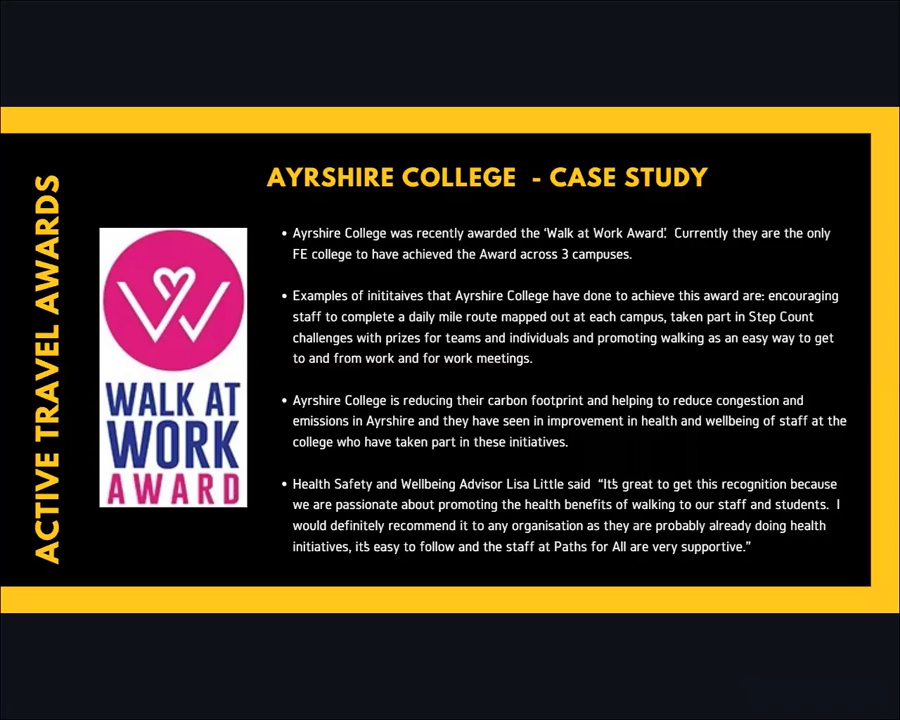 AYRSHIRE COLLEGE - CASE STUDY
ACTIVE TRAVEL AWARDS
WALK AT
WORK
AWARD
• Ayrshire College was recently awarded the 'Walk at Work Award'. Currently they are the only
FE college to have achieved the Award across 3 campuses.
• Examples of inititaives that Ayrshire College have done to achieve this award are: encouraging
staff to complete a daily mile route mapped out at each campus, taken part in Step Count
challenges with prizes for teams and individuals and promoting walking as an easy way to get
to and from work and for work meetings.
• Ayrshire College is reducing their carbon footprint and helping to reduce congestion and
emissions in Ayrshire and they have seen in improvement in health and wellbeing of staff at the
college who have taken part in these initiatives.
• Health Safety and Wellbeing Advisor Lisa Little said “It's great to get this recognition because
we are passionate about promoting the health benefits of walking to our staff and students. I
would definitely recommend it to any organisation as they are probably already doing health
initiatives, it's easy to follow and the staff at Paths for All are very supportive.”